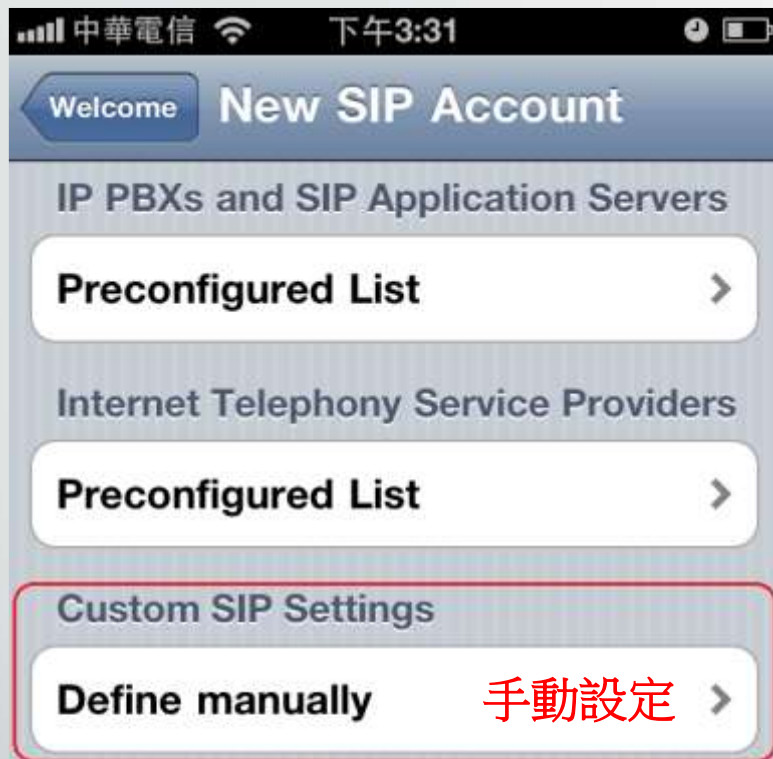 中華電信 下午3:31
Welcome New SIP Account
IP PBXs and SIP Application Servers
Preconfigured List
Internet Telephony Service Providers
Preconfigured List
Custom SIP Settings
Define manually 手動設定